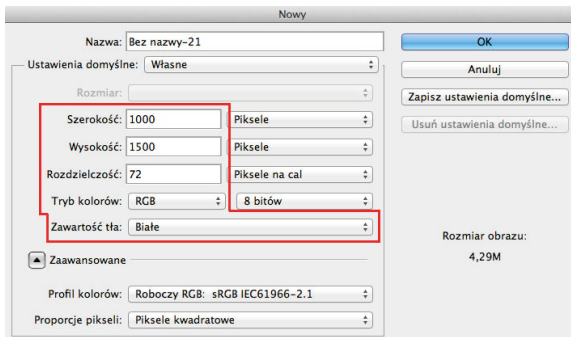 Nowy
Nazwa: Bez nazwy-21
OK
Ustawienia domyślne: Własne
Anuluj
Rozmiar:
Zapisz ustawienia domyślne...
Szerokość: 1000 Piksele
Usuń ustawienia domyślne...
Wysokość: 1500 Piksele
Rozdzielczość: 72 Piksele na cal
Tryb kolorów: RGB 8 bitów
Zawartość tła: Białe
Rozmiar obrazu:
Zaawansowane
4,29M
Profil kolorów: Roboczy RGB: sRGB IEC61966-2.1
Proporcje pikseli: Piksele kwadratowe